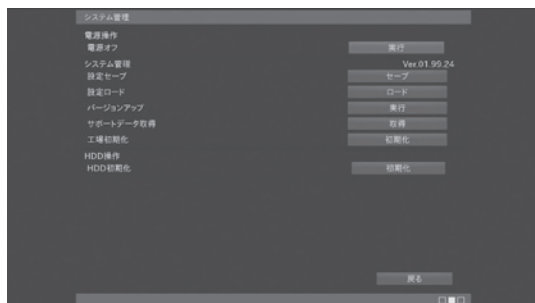 システム管理
電源操作
電源オフ 実行
システム管理 Ver.01.99.24
設定セーブ セーブ
設定ロード ロード
バージョンアップ 実行
サポートデータ取得 取得
工場初期化 初期化
HDD操作
HDD初期化 初期化
戻る